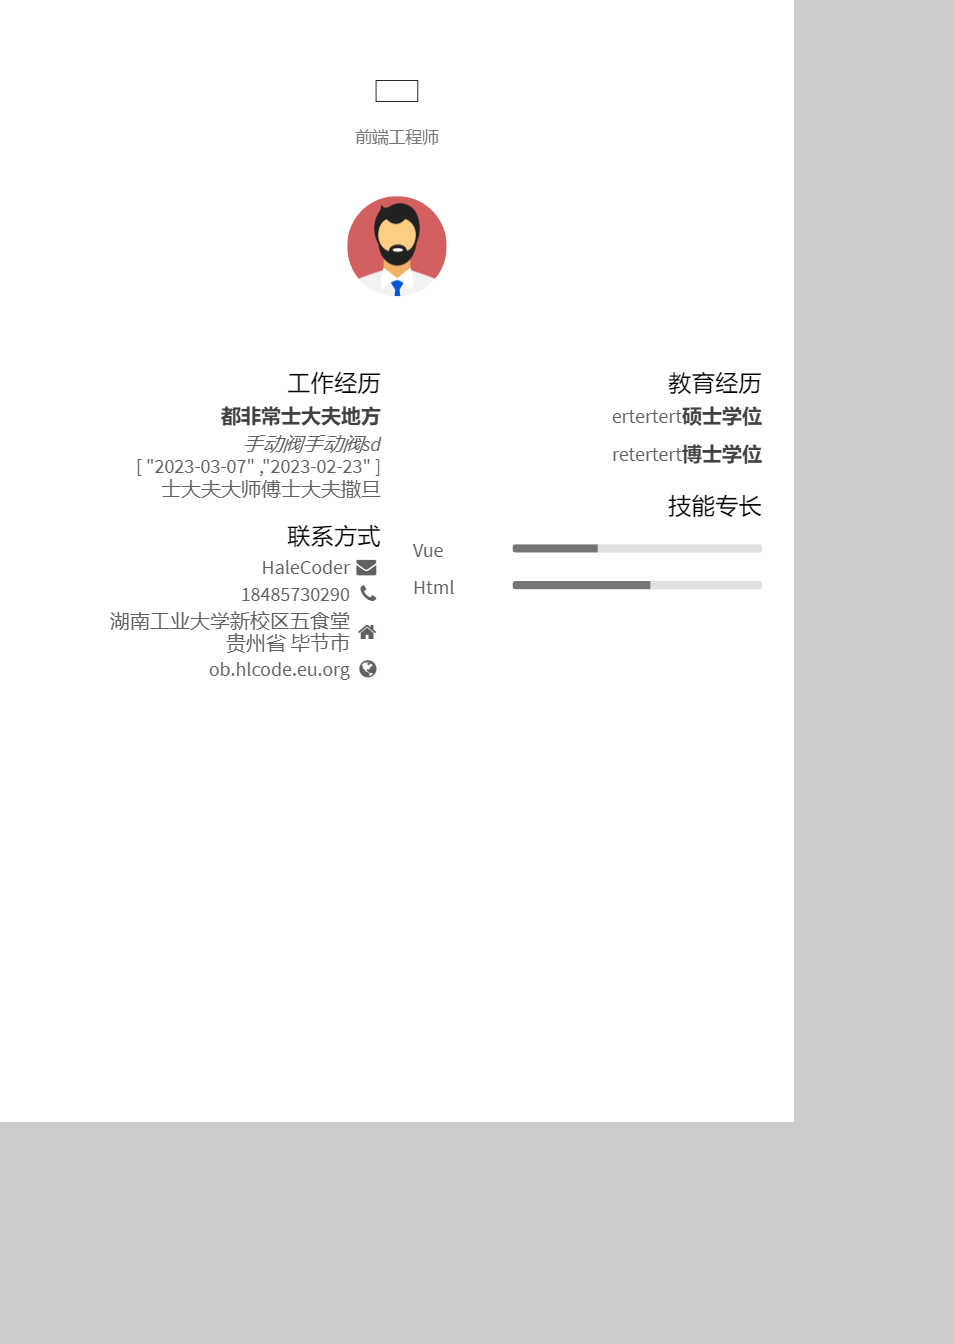 前端工程师
工作经历
都非常士大夫地方
手动阀手动阀sd
[ "2023-03-07" ,"2023-02-23" ]
士大夫大师傅士大夫撒旦
联系方式
HaleCoder
18485730290
湖南工业大学新校区五食堂
贵州省 毕节市
ob.hlcode.eu.org
教育经历
ertertert硕士学位
retertert博士学位
技能专长
Vue
Html